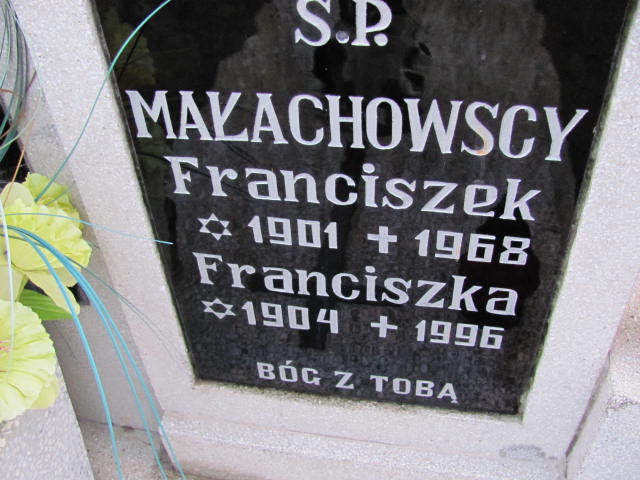 Ś.P.
MAŁACHOWSCY
Franciszek
✡ 1901 ✝ 1968
Franciszka
✡ 1904 ✝ 1996
BÓG Z TOBĄ